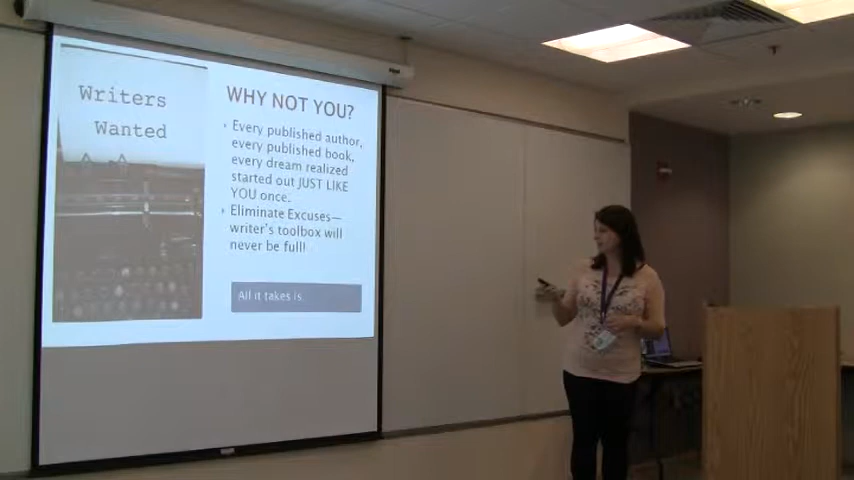 Writers
Wanted
WHY NOT YOU?
Every published author,
every published book,
every dream realized
started out JUST LIKE
YOU once.
Eliminate Excuses—
writer's toolbox will
never be full!
All it takes is